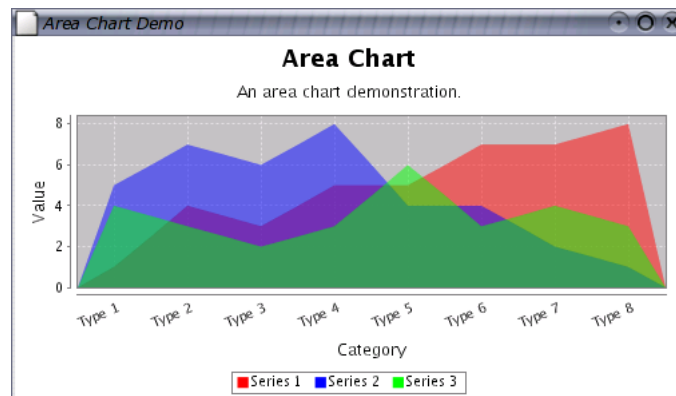 Area Chart Demo
Area Chart
An area chart demonstration.
Value
8
6
4
2
0
Type 1 Type 2 Type 3 Type 4 Type 5 Type 6 Type 7 Type 8
Category
Series 1 Series 2 Series 3